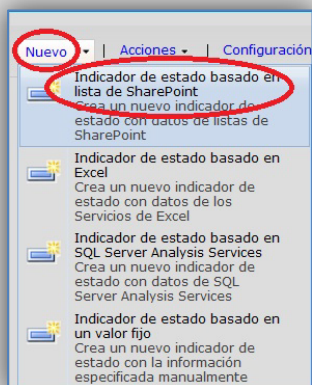 Nuevo | Acciones | Configuración
Indicador de estado basado en
lista de SharePoint
Crea un nuevo indicador de
estado con datos de listas de
SharePoint
Indicador de estado basado en
Excel
Crea un nuevo indicador de
estado con datos de los
Servicios de Excel
Indicador de estado basado en
SQL Server Analysis Services
Crea un nuevo indicador de
estado con datos de SQL
Server Analysis Services
Indicador de estado basado en
un valor fijo
Crea un nuevo indicador de
estado con la información
especificada manualmente